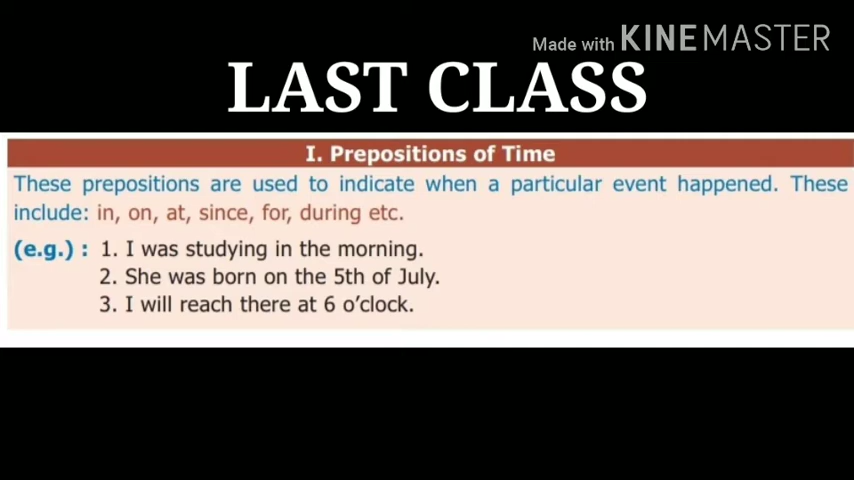 Made with KINEMASTER
LAST CLASS
I. Prepositions of Time
These prepositions are used to indicate when a particular event happened. These
include: in, on, at, since, for, during etc.
(e.g.) : 1. I was studying in the morning.
2. She was born on the 5th of July.
3. I will reach there at 6 o’clock.